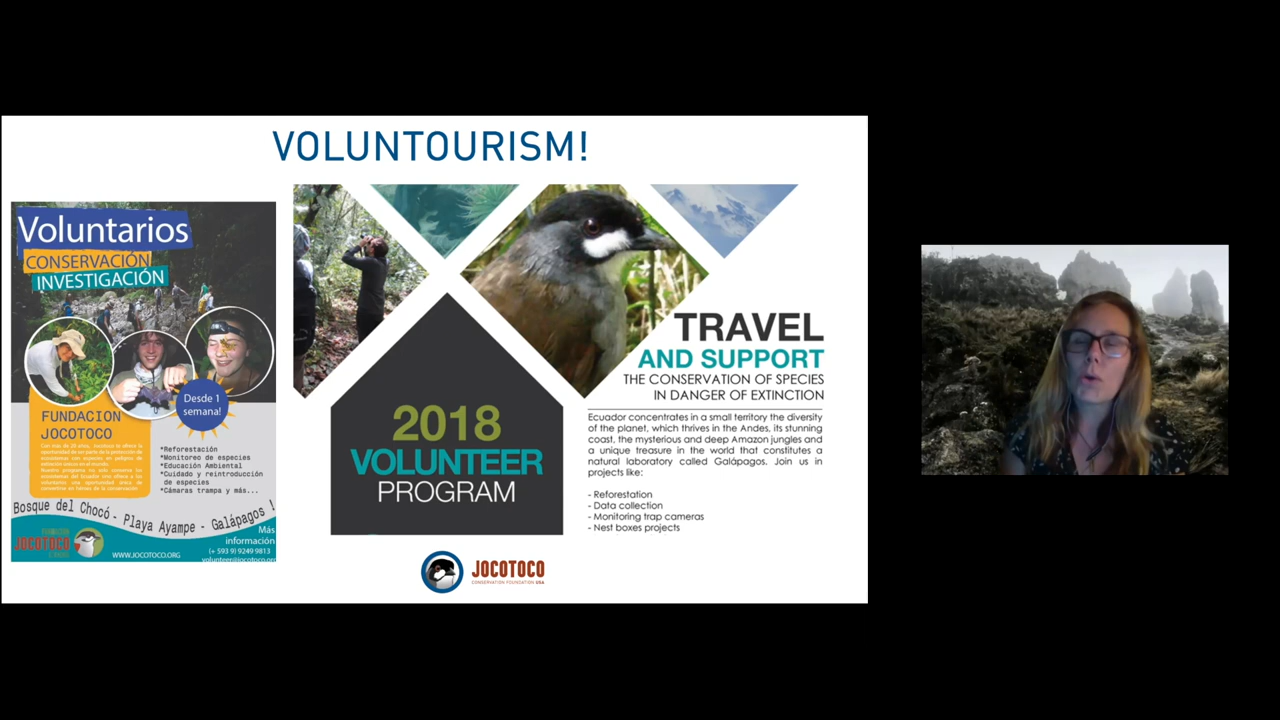 VOLUNTOURISM!
Voluntarios
CONSERVACIÓN
INVESTIGACIÓN
Desde 1
semana!
FUNDACION
JOCOTOCO
*Reforestación
*Monitoreo de especies
*Educación Ambiental
*Cuidado y reintroducción
de especies
*Cámaras trampa y más...
Bosque del Chocó - Playa Ayampe - Galápagos !
Más
información
(+ 593 9) 9249 9813
volunteer@jocotoco.org
WWW.JOCOTOCO.ORG
JOCOTOCO
2018
VOLUNTEER
PROGRAM
TRAVEL
AND SUPPORT
THE CONSERVATION OF SPECIES
IN DANGER OF EXTINCTION
Ecuador concentrates in a small territory the diversity
of the planet, which thrives in the Andes, its stunning
coast, the mysterious and deep Amazon jungles and
a unique treasure in the world that constitutes a
natural laboratory called Galápagos. Join us in
projects like:
- Reforestation
- Data collection
- Monitoring trap cameras
- Nest boxes projects
JOCOTOCO
CONSERVATION FOUNDATION USA